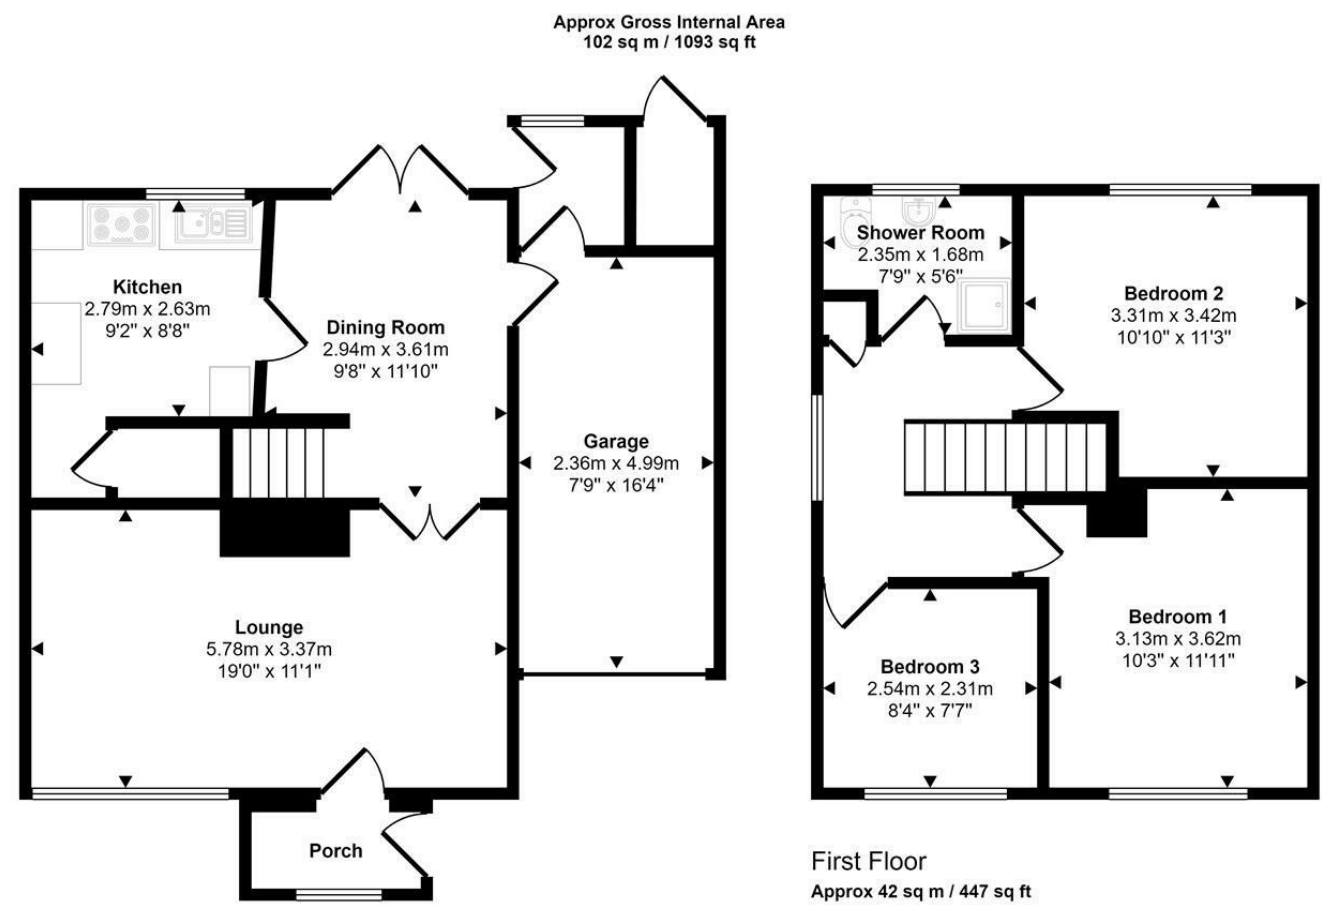 Approx Gross Internal Area
102 sq m / 1093 sq ft
Kitchen
2.79m x 2.63m
9'2" x 8'8"
Dining Room
2.94m x 3.61m
9'8" x 11'10"
Garage
2.36m x 4.99m
7'9" x 16'4"
Lounge
5.78m x 3.37m
19'0" x 11'1"
Porch
Shower Room
2.35m x 1.68m
7'9" x 5'6"
Bedroom 2
3.31m x 3.42m
10'10" x 11'3"
Bedroom 1
3.13m x 3.62m
10'3" x 11'11"
Bedroom 3
2.54m x 2.31m
8'4" x 7'7"
First Floor
Approx 42 sq m / 447 sq ft